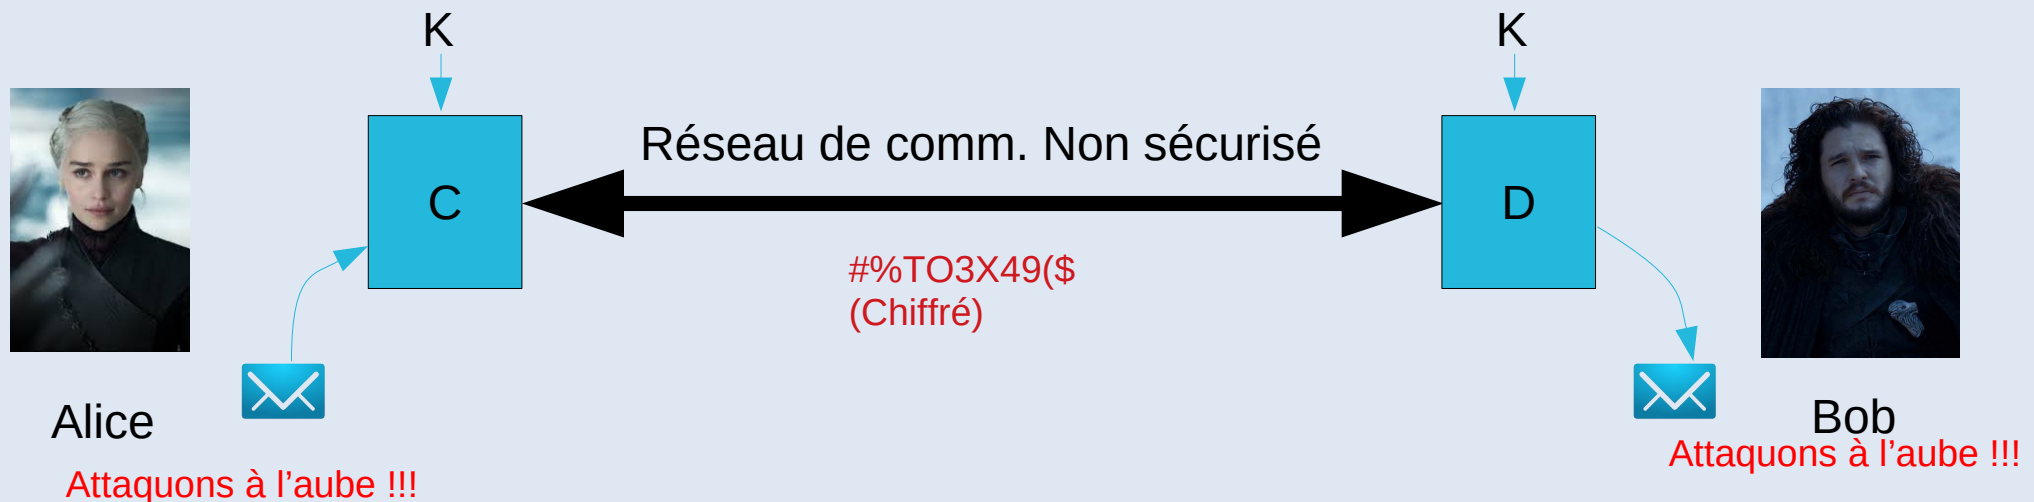 K
K
Réseau de comm. Non sécurisé
C
D
#%TO3X49($
(Chiffré)
Alice
Bob
Attaquons à l’aube !!!
Attaquons à l’aube !!!